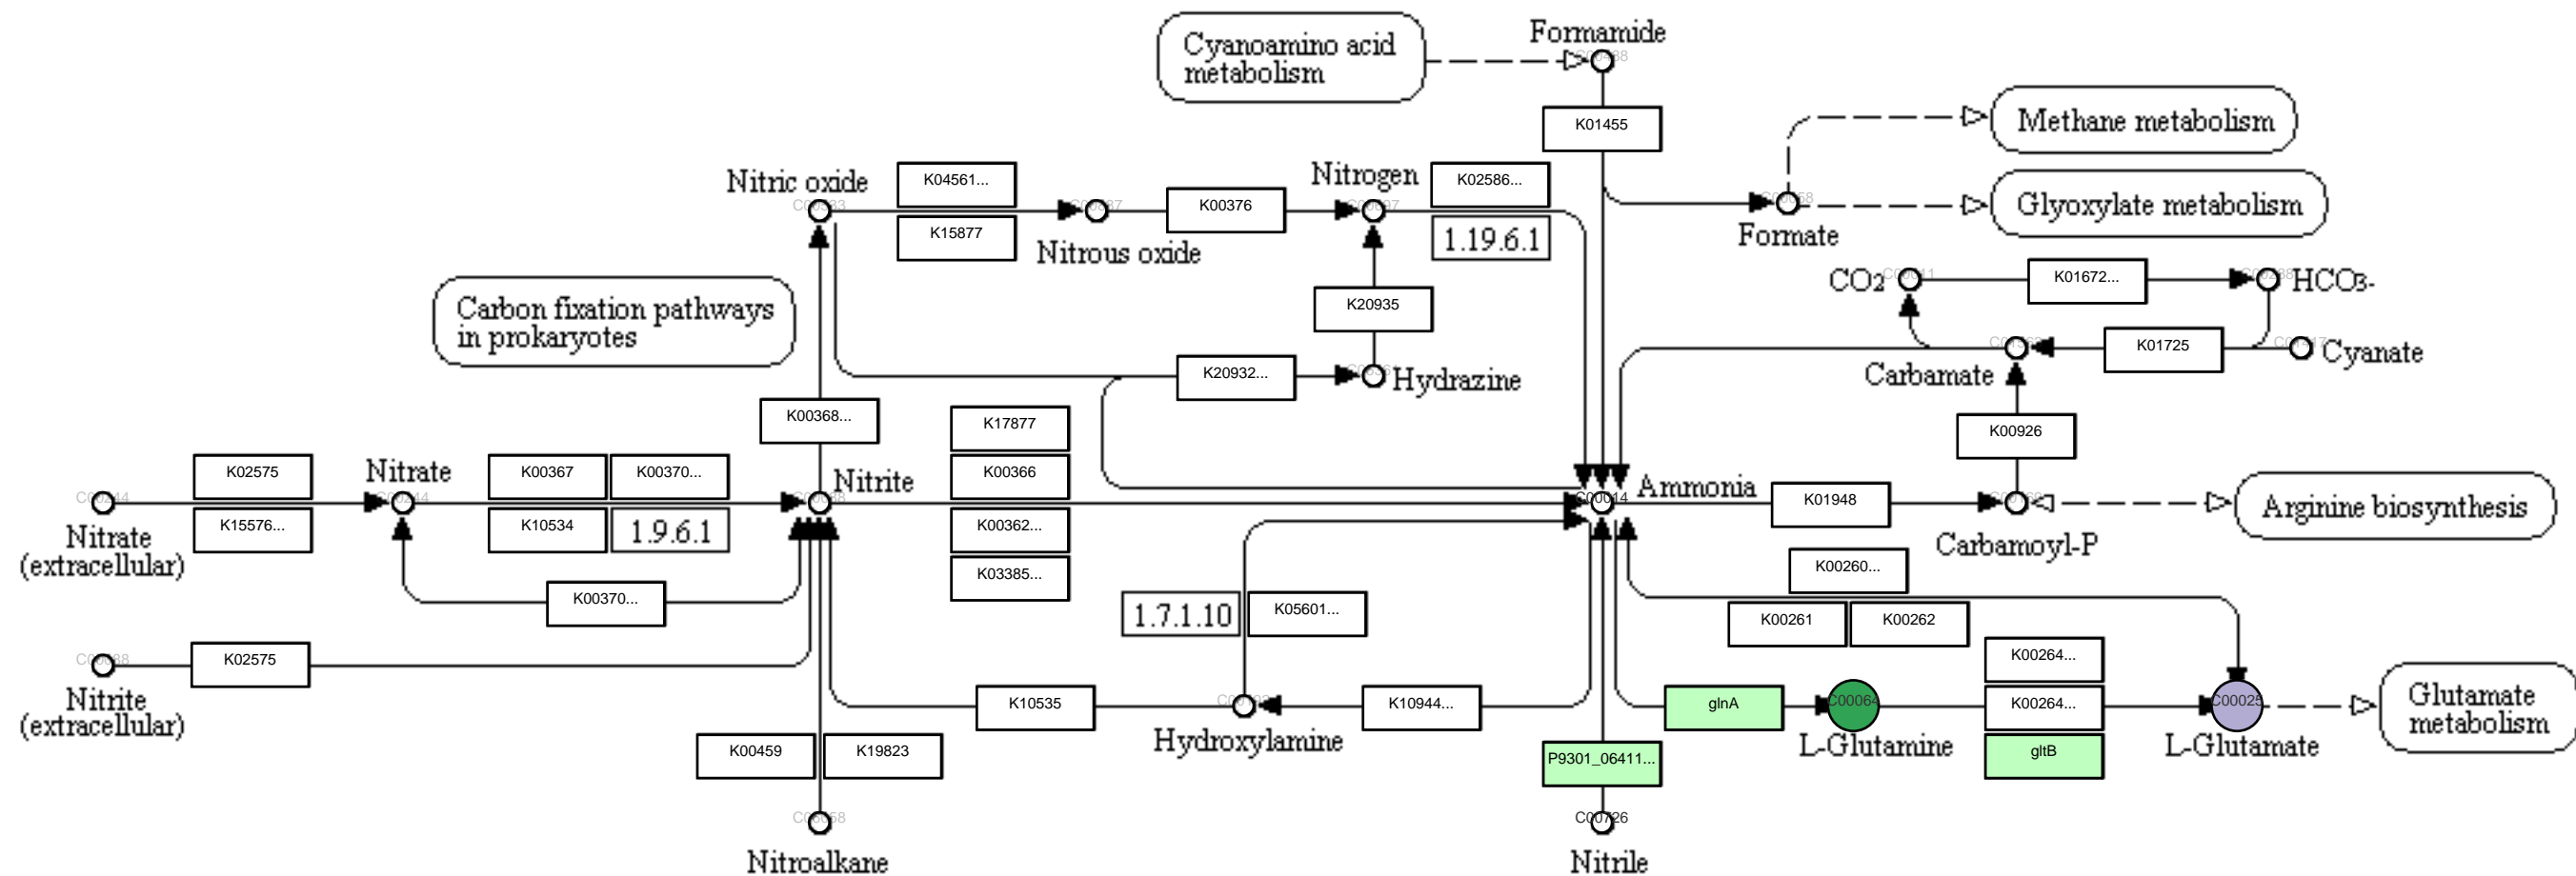 Formamide
Cyanoamino acid
metabolism
K01455
Methane metabolism
Nitric oxide
K04561...
Nitrogen
K02586...
K00376
Glyoxylate metabolism
K15877
Nitrous oxide
1.19.6.1
Formate
CO2
K01672...
HCO3-
Carbon fixation pathways
in prokaryotes
K20935
K01725
Cyanate
K20932...
Hydrazine
Carbamate
K00368...
K17877
K00926
K02575
Nitrate
K00367
K00370...
Nitrite
K00366
Ammonia
K01948
C00014
Arginine biosynthesis
K15576...
K10534
1.9.6.1
K00362...
Nitrate
(extracellular)
Carbamoyl-P
K03385...
K00260...
K00370...
1.7.1.10
K05601...
K00261
K00262
K02575
K00264...
Nitrite
(extracellular)
K10535
K10944...
glnA
C00064
K00264...
C00025
Glutamate
metabolism
Hydroxylamine
L-Glutamine
L-Glutamate
K00459
K19823
P9301_06411...
gltB
C00726
Nitroalkane
Nitrile